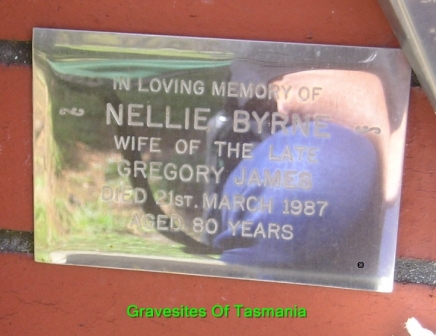 IN LOVING MEMORY OF
NELLIE BYRNE
WIFE OF THE LATE
GREGORY JAMES
DIED 21ST. MARCH 1987
AGED 80 YEARS
Gravesites Of Tasmania